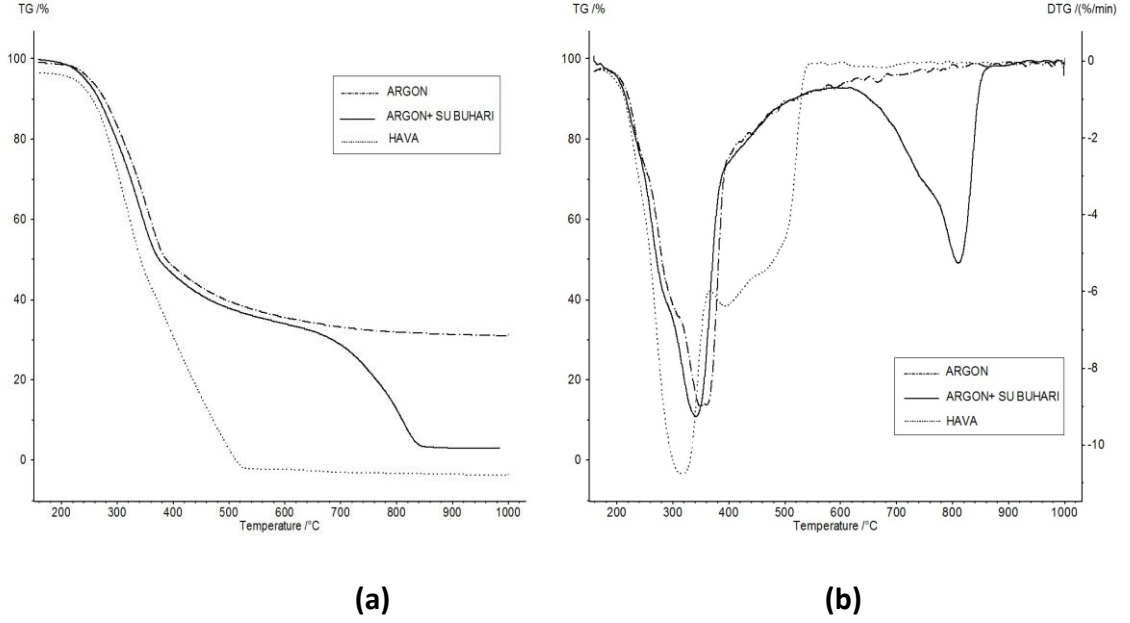 TG /%
100
80
60
40
20
0
ARGON
ARGON+ SU BUHARI
HAVA
200 300 400 500 600 700 800 900 1000
Temperature /°C
(a)
TG /%
DTG /(%/min)
100
80
60
40
20
0
0
-2
-4
-6
-8
-10
ARGON
ARGON+ SU BUHARI
HAVA
200 300 400 500 600 700 800 900 1000
Temperature /°C
(b)